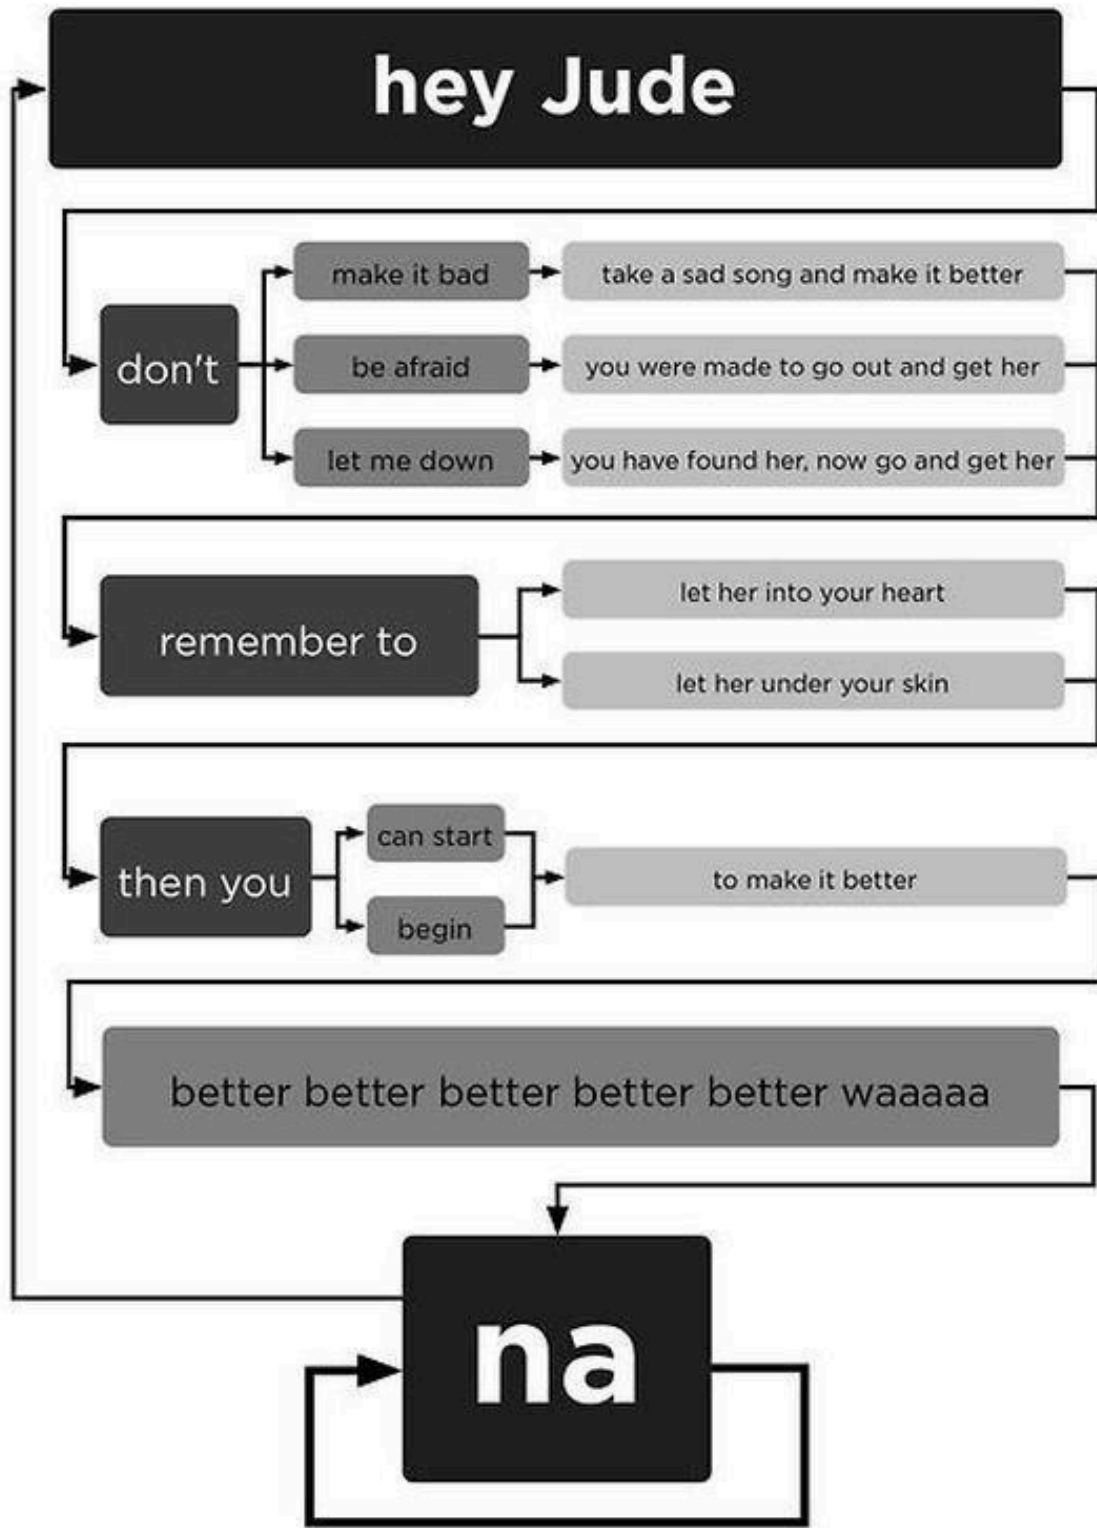 hey Jude
don't
make it bad
take a sad song and make it better
be afraid
you were made to go out and get her
let me down
you have found her, now go and get her
remember to
let her into your heart
let her under your skin
then you
can start
begin
to make it better
better better better better better waaaaa
na